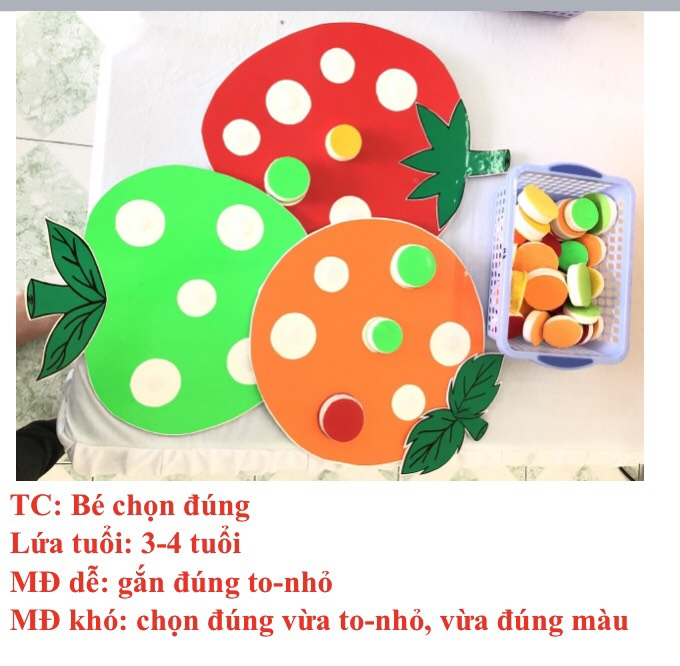 TC: Bé chọn đúng
Lứa tuổi: 3-4 tuổi
MĐ dễ: gắn đúng to-nhỏ
MĐ khó: chọn đúng vừa to-nhỏ, vừa đúng màu